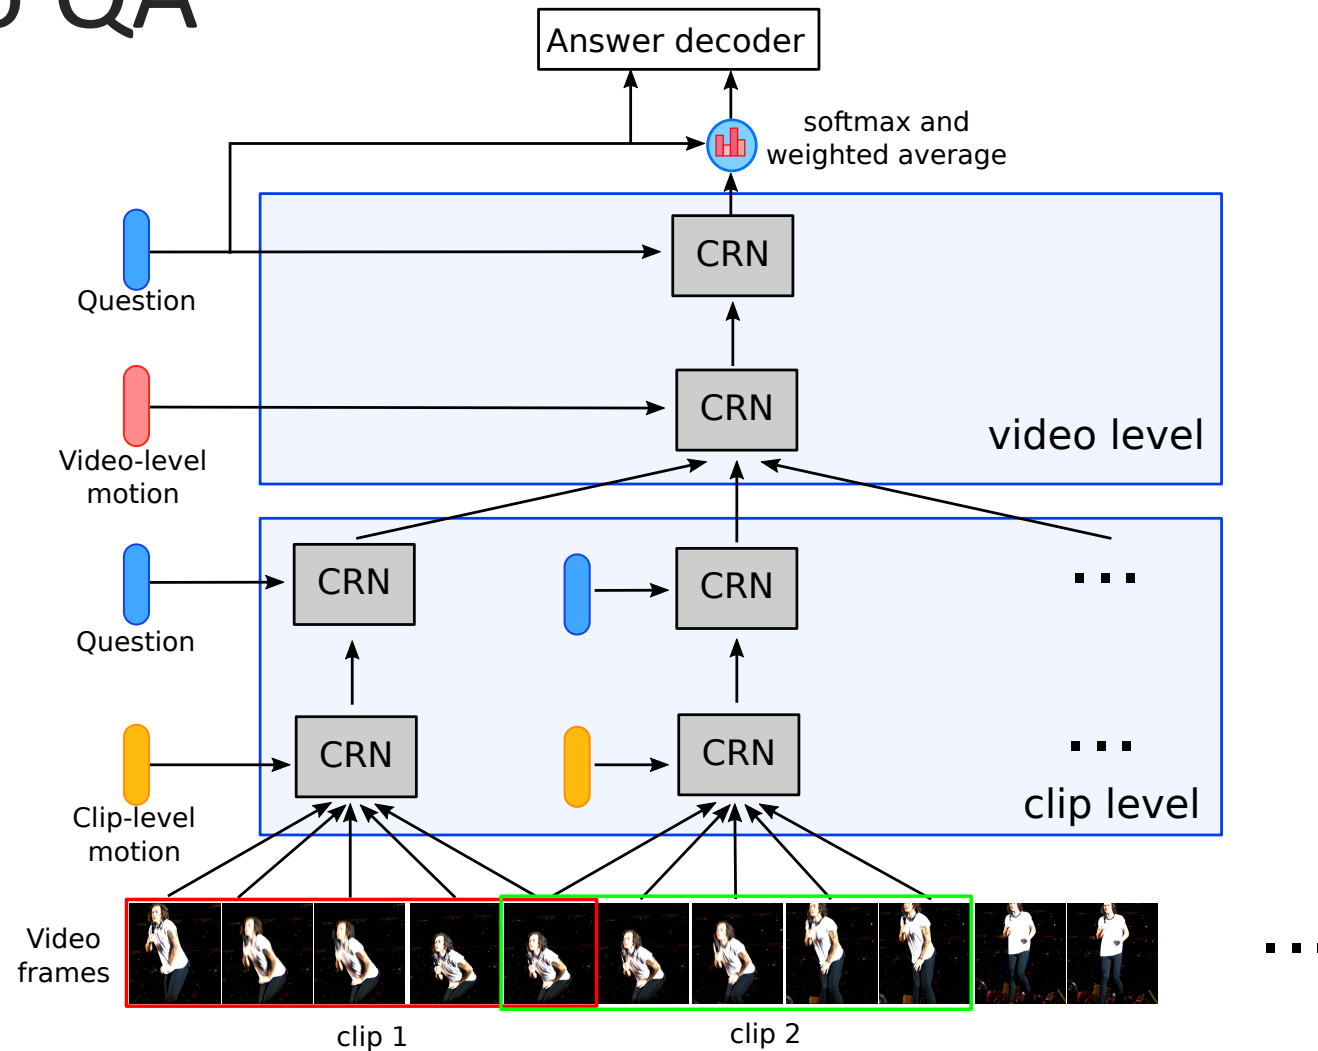 QA
Answer decoder
softmax and
weighted average
CRN
Question
CRN
video level
Video-level
motion
CRN
CRN
...
Question
CRN
CRN
...
clip level
Clip-level
motion
Video
frames
...
clip 1
clip 2